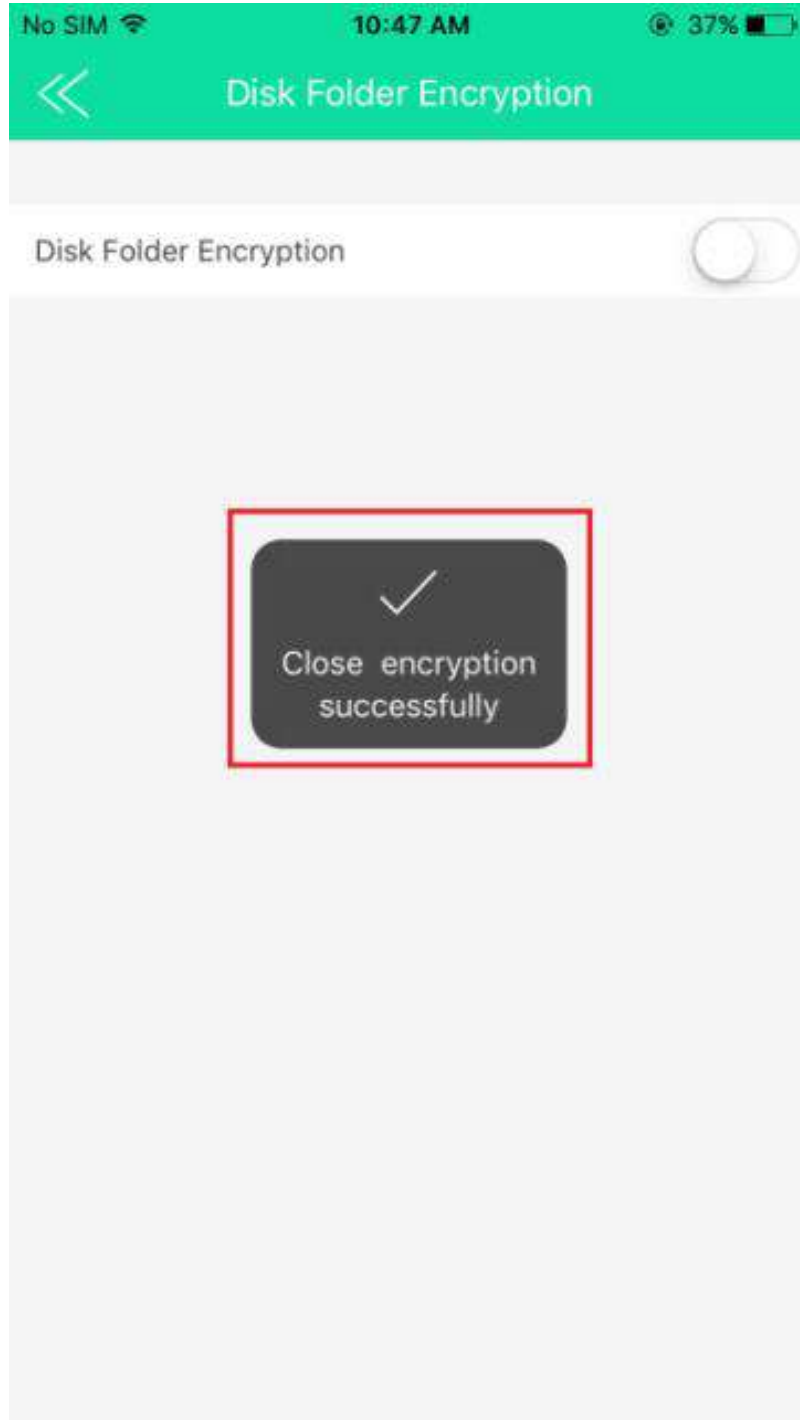 No SIM 10:47 AM 37%
Disk Folder Encryption
Disk Folder Encryption
Close encryption
successfully